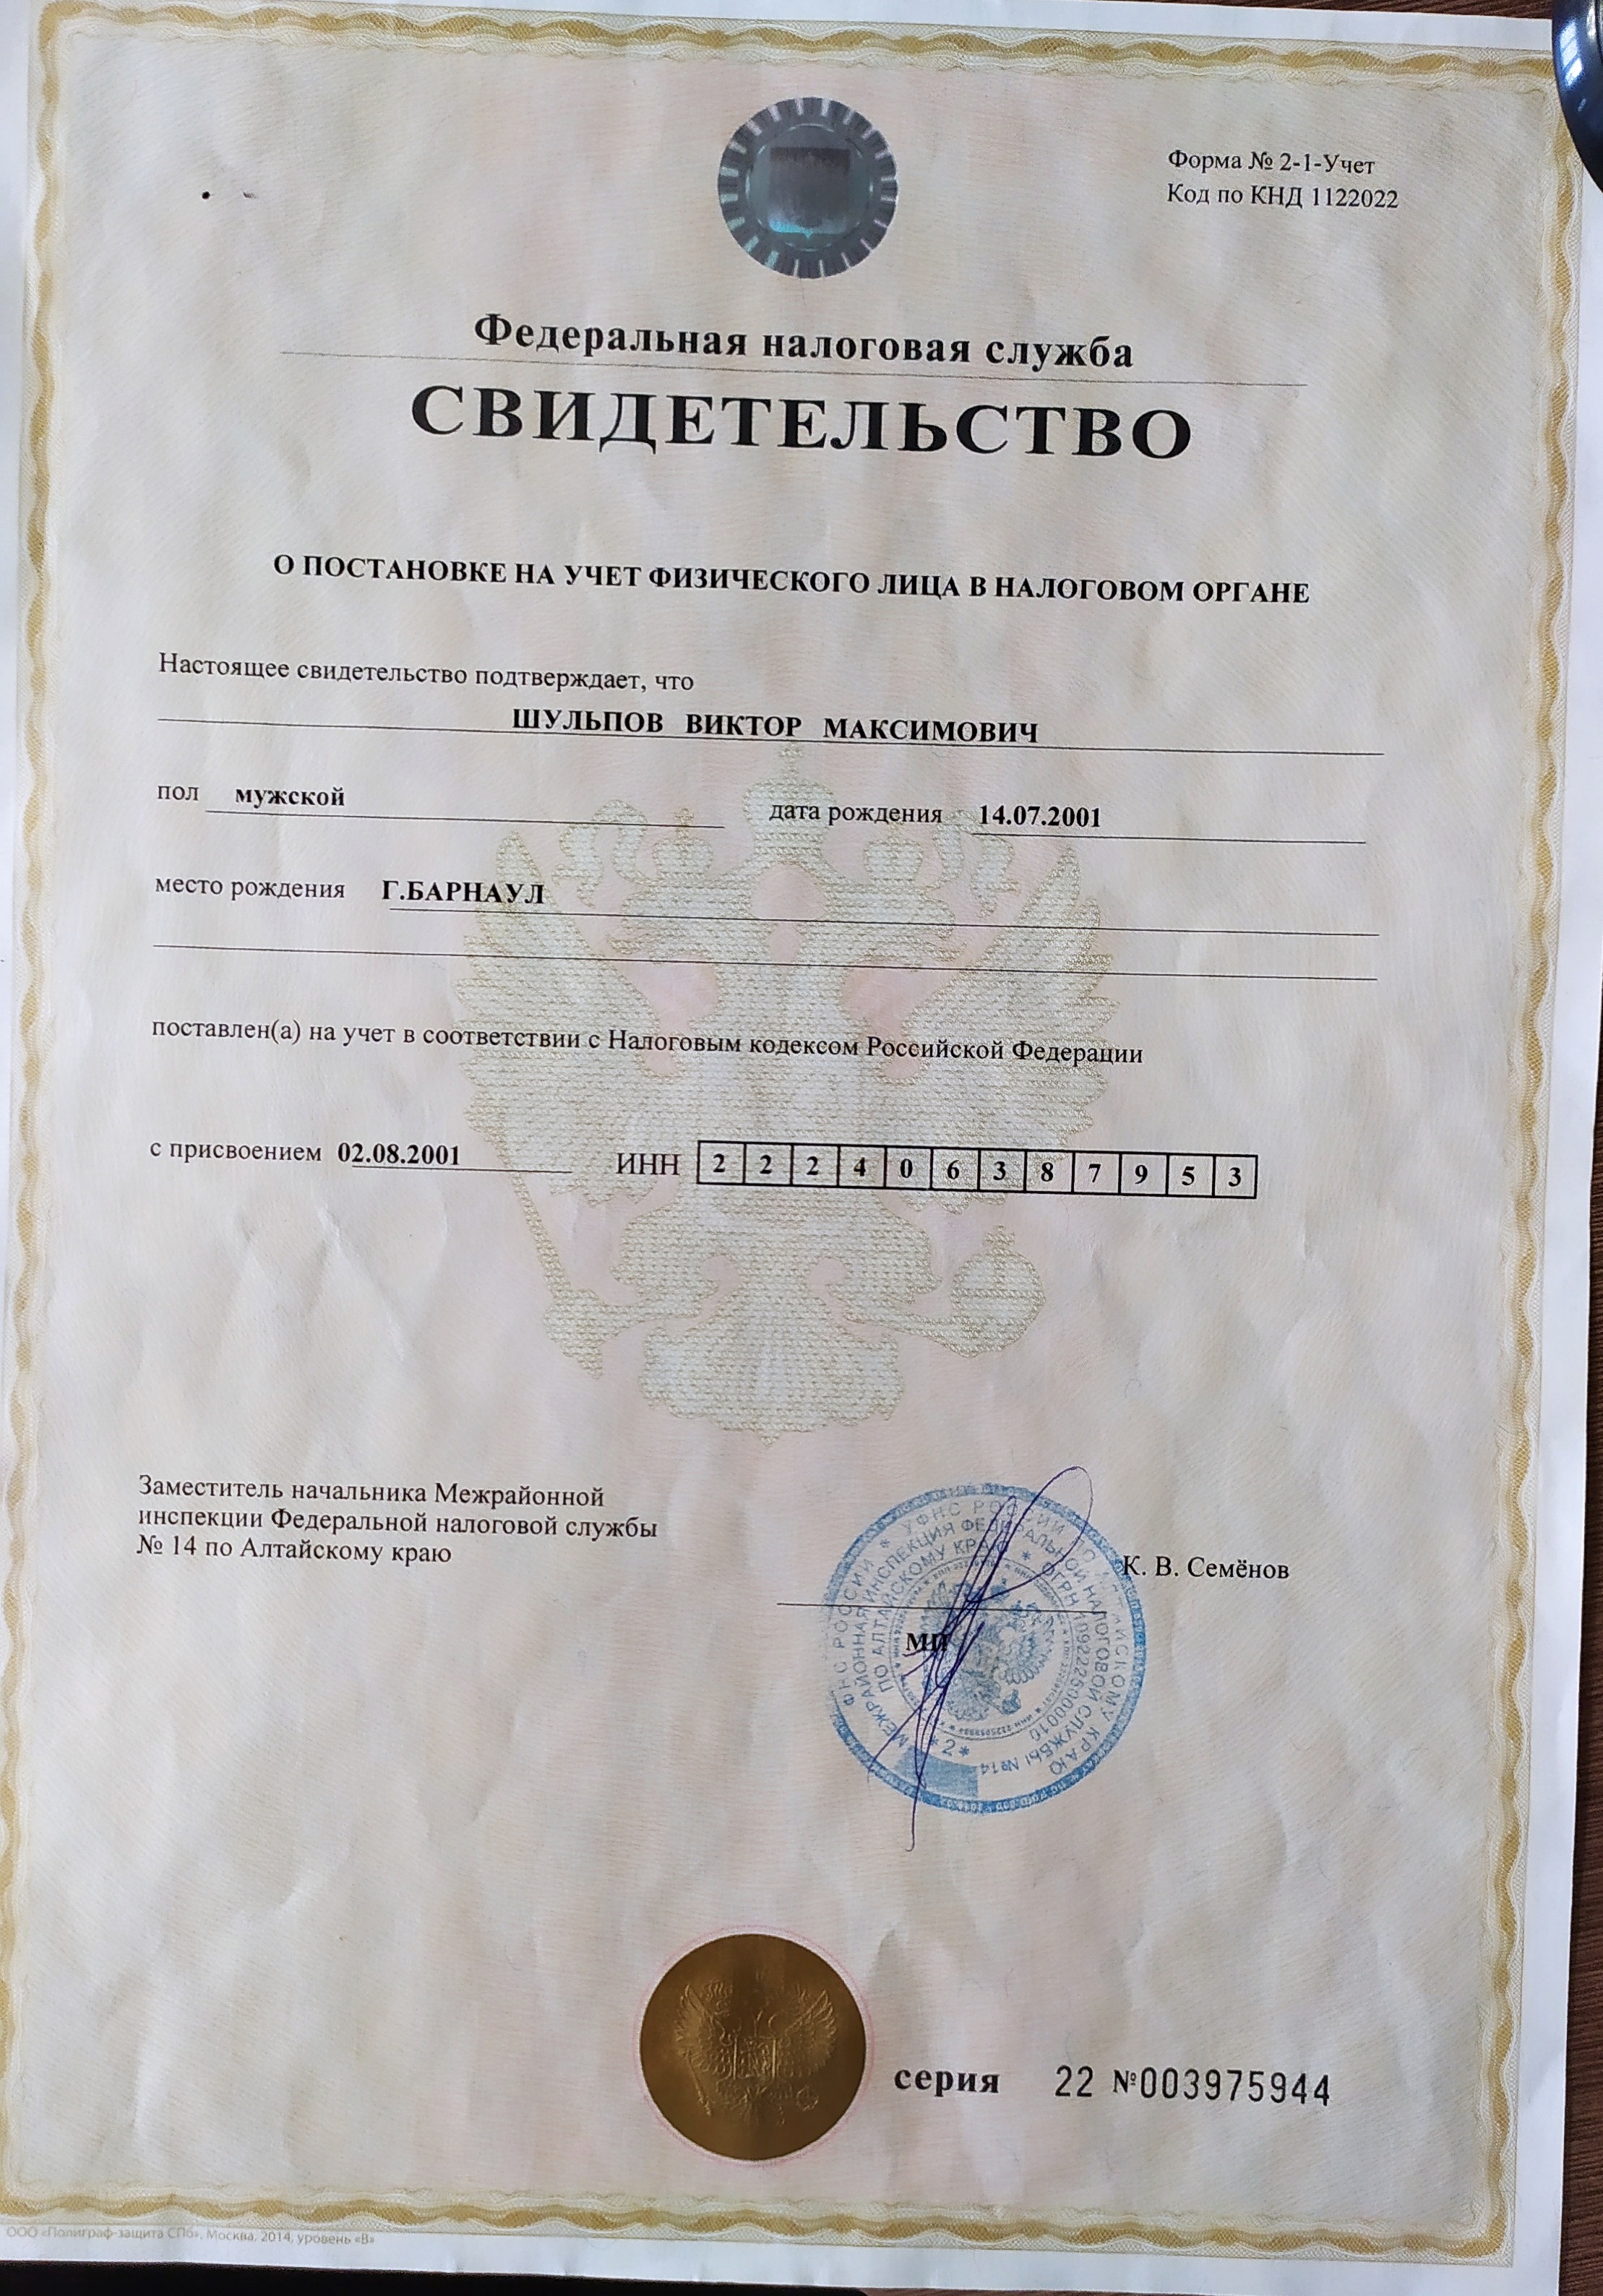 Форма № 2-1-Учет
Код по КНД 1122022
Федеральная налоговая служба
СВИДЕТЕЛЬСТВО
О ПОСТАНОВКЕ НА УЧЕТ ФИЗИЧЕСКОГО ЛИЦА В НАЛОГОВОМ ОРГАНЕ
Настоящее свидетельство подтверждает, что
ШУЛЬПОВ ВИКТОР МАКСИМОВИЧ
пол мужской дата рождения 14.07.2001
место рождения Г.БАРНАУЛ
поставлен(а) на учет в соответствии с Налоговым кодексом Российской Федерации
с присвоением 02.08.2001 ИНН 2 2 2 4 0 6 3 8 7 9 5 3
Заместитель начальника Межрайонной
инспекции Федеральной налоговой службы
№ 14 по Алтайскому краю
К. В. Семёнов
МП
ФНС РОССИИ * УФНС РОССИИ ПО АЛТАЙСКОМУ КРАЮ
МЕЖРАЙОННАЯ ИНСПЕКЦИЯ ФЕДЕРАЛЬНОЙ НАЛОГОВОЙ СЛУЖБЫ №14
ПО АЛТАЙСКОМУ КРАЮ * ОГРН
*2*
серия 22 №003975944
ООО «Полиграф-защита СПб», Москва, 2014, уровень «В»